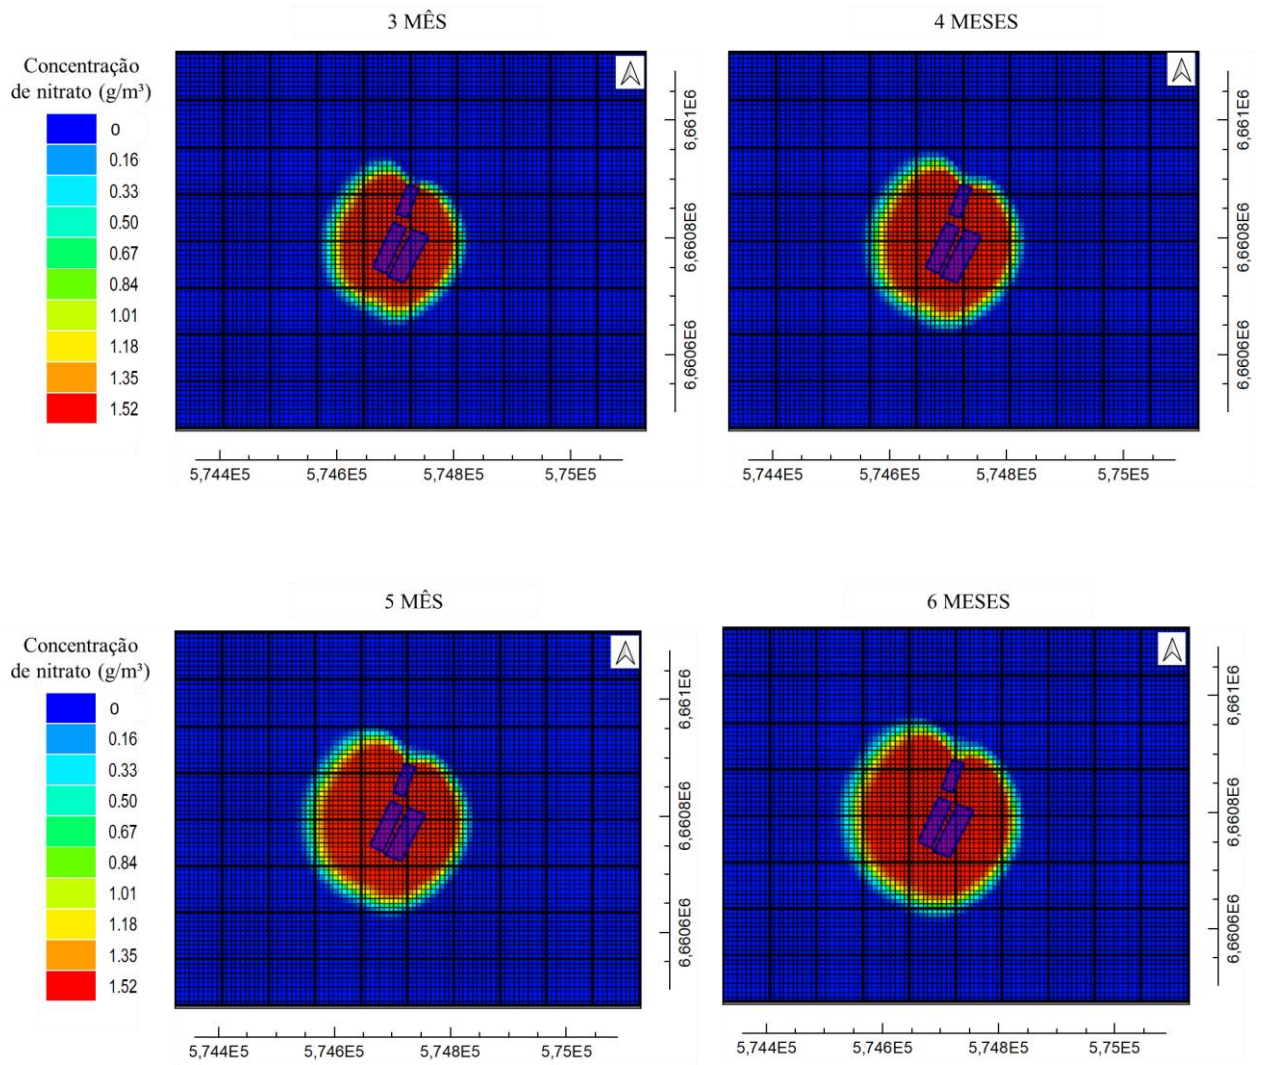 3 MÊS
4 MESES
Concentração
de nitrato (g/m³)
0
0.16
0.33
0.50
0.67
0.84
1.01
1.18
1.35
1.52
6,661E6
6,6608E6
6,6606E6
5,744E5 5,746E5 5,748E5 5,75E5
6,661E6
6,6608E6
6,6606E6
5,744E5 5,746E5 5,748E5 5,75E5
5 MÊS
6 MESES
Concentração
de nitrato (g/m³)
0
0.16
0.33
0.50
0.67
0.84
1.01
1.18
1.35
1.52
6,661E6
6,6608E6
6,6606E6
5,744E5 5,746E5 5,748E5 5,75E5
6,661E6
6,6608E6
6,6606E6
5,744E5 5,746E5 5,748E5 5,75E5